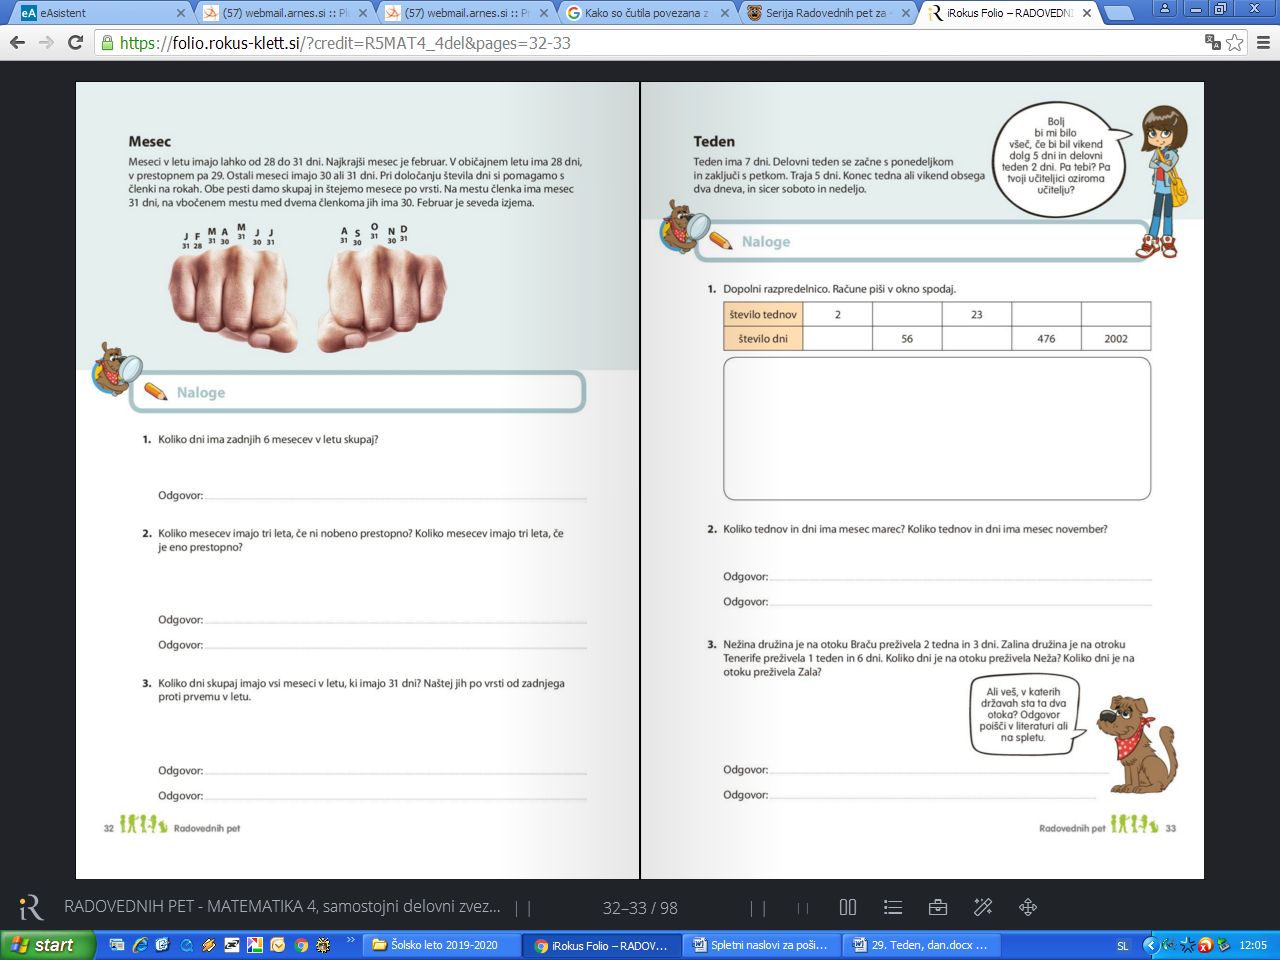 eA eAsistent
(57) webmail.arnes.si :: P
(57) webmail.arnes.si :: P
Kako so čutila povezana z
Serija Radovednih pet za
iRokus Folio – RADOVEDNI
https://folio.rokus-klett.si/?credit=R5MAT4_4del&pages=32-33
Mesec
Meseci v letu imajo lahko od 28 do 31 dni. Najkrajši mesec je februar. V običajnem letu ima 28 dni,
v prestopnem pa 29. Ostali meseci imajo 30 ali 31 dni. Pri določanju števila dni si pomagamo s
členki na rokah. Obe pesti damo skupaj in štejemo mesece po vrsti. Na mestu členka ima mesec
31 dni, na vbočenem mestu med dvema členkoma jih ima 30. Februar je seveda izjema.
J F M A M J J
31 28 31 30 31 30 31
A S O N D
31 30 31 30 31
Naloge
1. Koliko dni ima zadnjih 6 mesecev v letu skupaj?
Odgovor:
2. Koliko mesecev imajo tri leta, če ni nobeno prestopno? Koliko mesecev imajo tri leta, če
je eno prestopno?
Odgovor:
Odgovor:
3. Koliko dni skupaj imajo vsi meseci v letu, ki imajo 31 dni? Naštej jih po vrsti od zadnjega
proti prvemu v letu.
Odgovor:
Odgovor:
32 Radovednih pet
Teden
Teden ima 7 dni. Delovni teden se začne s ponedeljkom
in zaključi s petkom. Traja 5 dni. Konec tedna ali vikend obsega
dva dneva, in sicer soboto in nedeljo.
Bolj
bi mi bilo
všeč, če bi bil vikend
dolg 5 dni in delovni
teden 2 dni. Pa tebi? Pa
tvoji učiteljici oziroma
učitelju?
Naloge
1. Dopolni razpredelnico. Račune piši v okno spodaj.
število tednov 2 23
število dni 56 476 2002
2. Koliko tednov in dni ima mesec marec? Koliko tednov in dni ima mesec november?
Odgovor:
Odgovor:
3. Nežina družina je na otoku Braču preživela 2 tedna in 3 dni. Zalina družina je na otroku
Tenerife preživela 1 teden in 6 dni. Koliko dni je na otoku preživela Neža? Koliko dni je na
otoku preživela Zala?
Ali veš, v katerih
državah sta ta dva
otoka? Odgovor
poišči v literaturi ali
na spletu.
Odgovor:
Odgovor:
Radovednih pet 33
iR RADOVEDNIH PET - MATEMATIKA 4, samostojni delovni zvez...
32–33 / 98
start
Šolsko leto 2019-2020
iRokus Folio – RADOV...
Spletni naslovi za poši...
29. Teden, dan.docx ...
SL
12:05